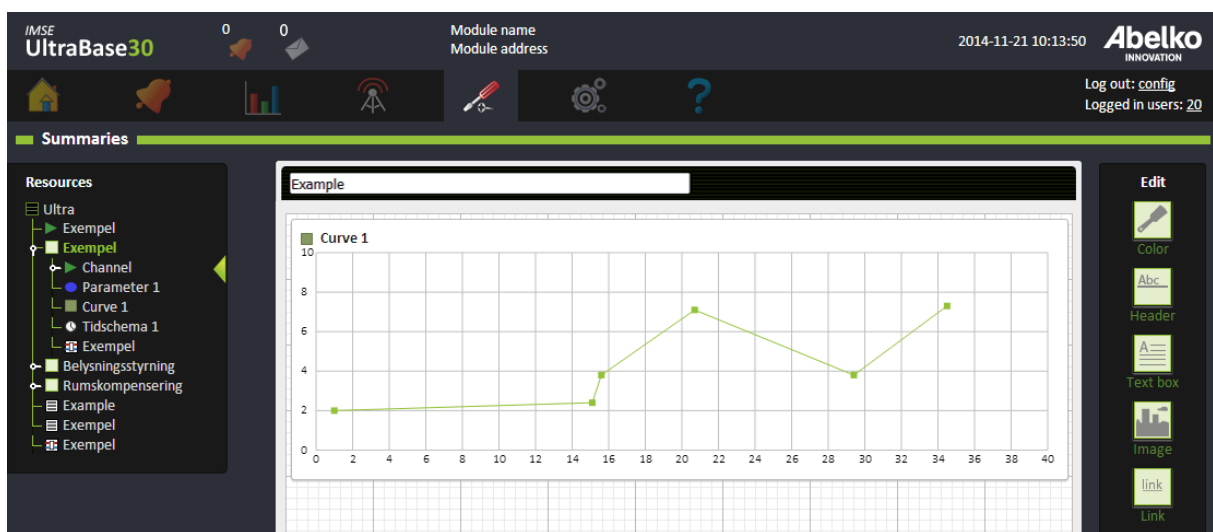 IMSE
UltraBase30
0
0
Module name
Module address
2014-11-21 10:13:50
Abelko
INNOVATION
?
Log out: config
Logged in users: 20
Summaries
Resources
Ultra
Exempel
Exempel
Channel
Parameter 1
Curve 1
Tidschema 1
Exempel
Belysningsstyrning
Rumskompensering
Example
Exempel
Exempel
Example
Curve 1
10
8
6
4
2
0
0 2 4 6 8 10 12 14 16 18 20 22 24 26 28 30 32 34 36 38 40
Edit
Color
Abc
Header
A
Text box
Image
link
Link